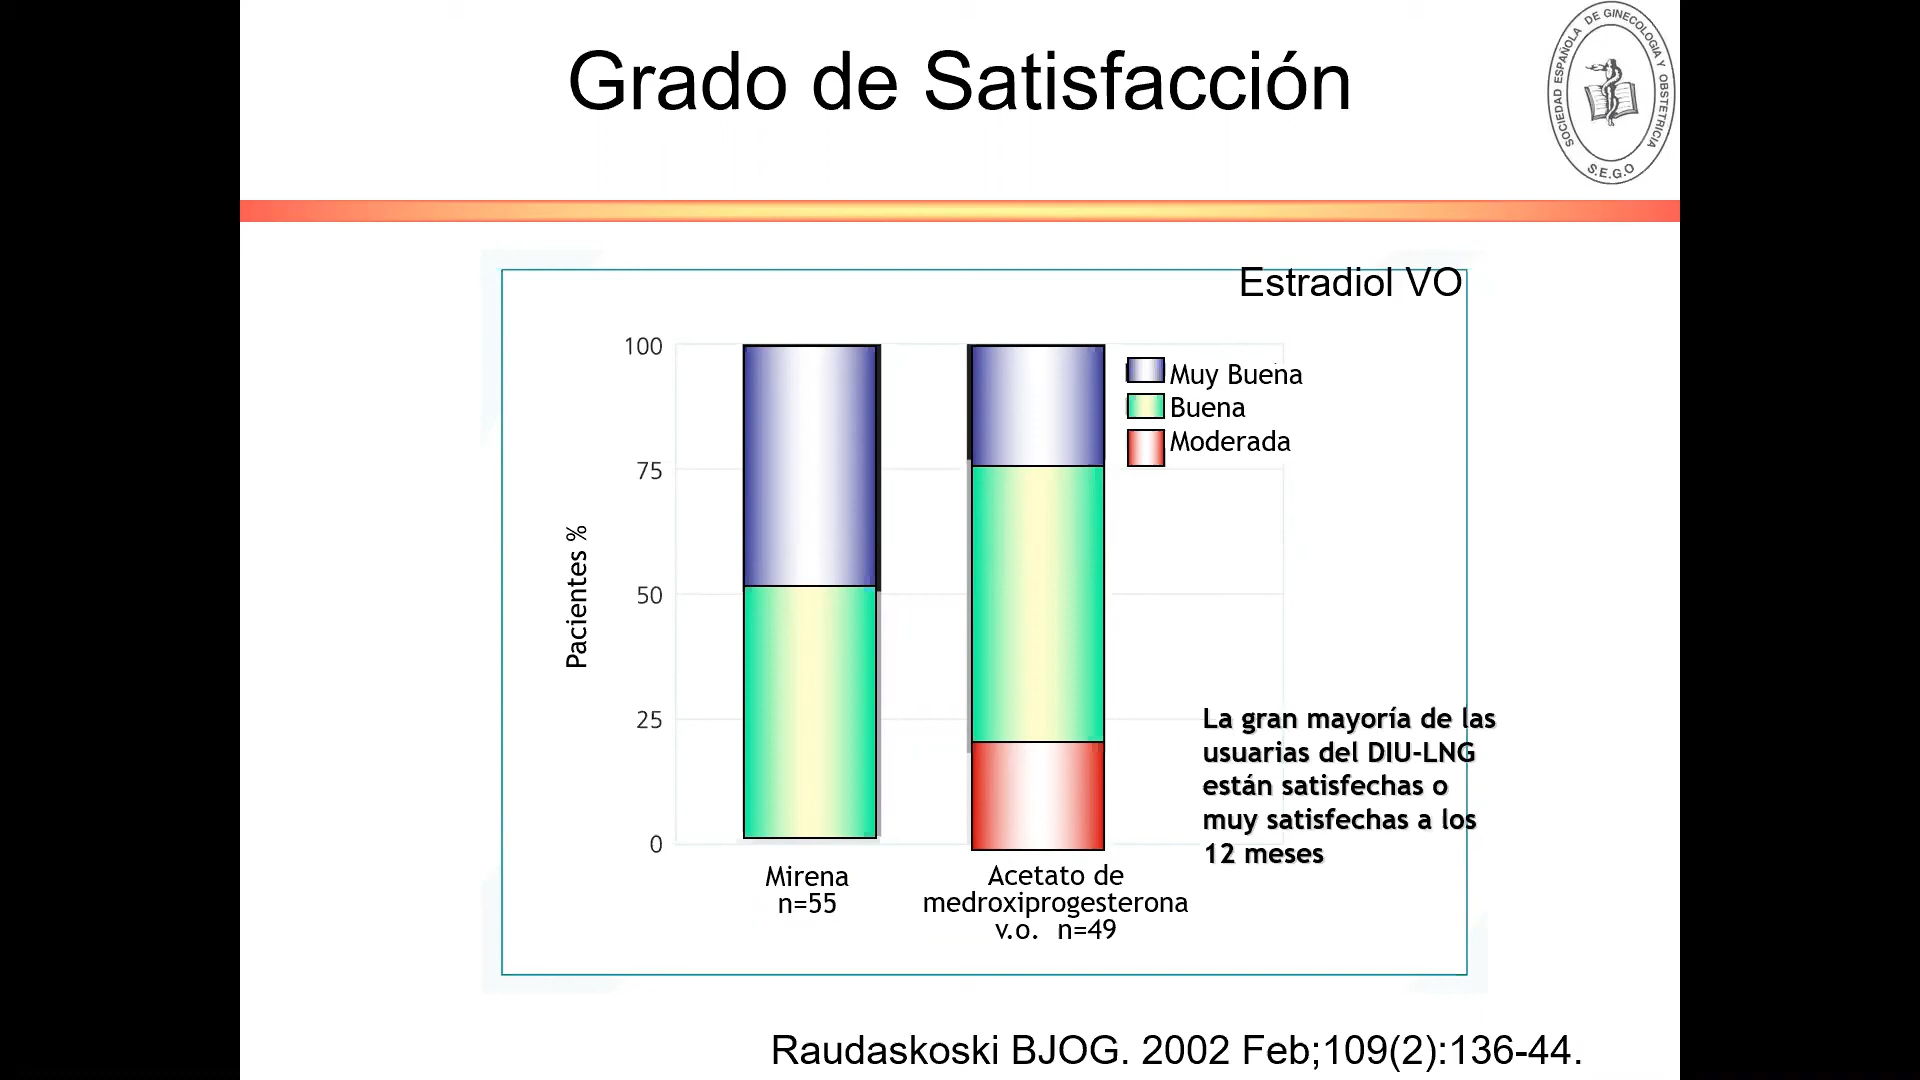 Grado de Satisfacción
SOCIEDAD ESPAÑOLA DE GINECOLOGIA Y OBSTETRICIA
S.E.G.O
Estradiol VO
100
75
50
25
0
Pacientes %
Muy Buena
Buena
Moderada
La gran mayoría de las
usuarias del DIU-LNG
están satisfechas o
muy satisfechas a los
12 meses
Mirena
n=55
Acetato de
medroxiprogesterona
v.o. n=49
Raudaskoski BJOG. 2002 Feb;109(2):136-44.